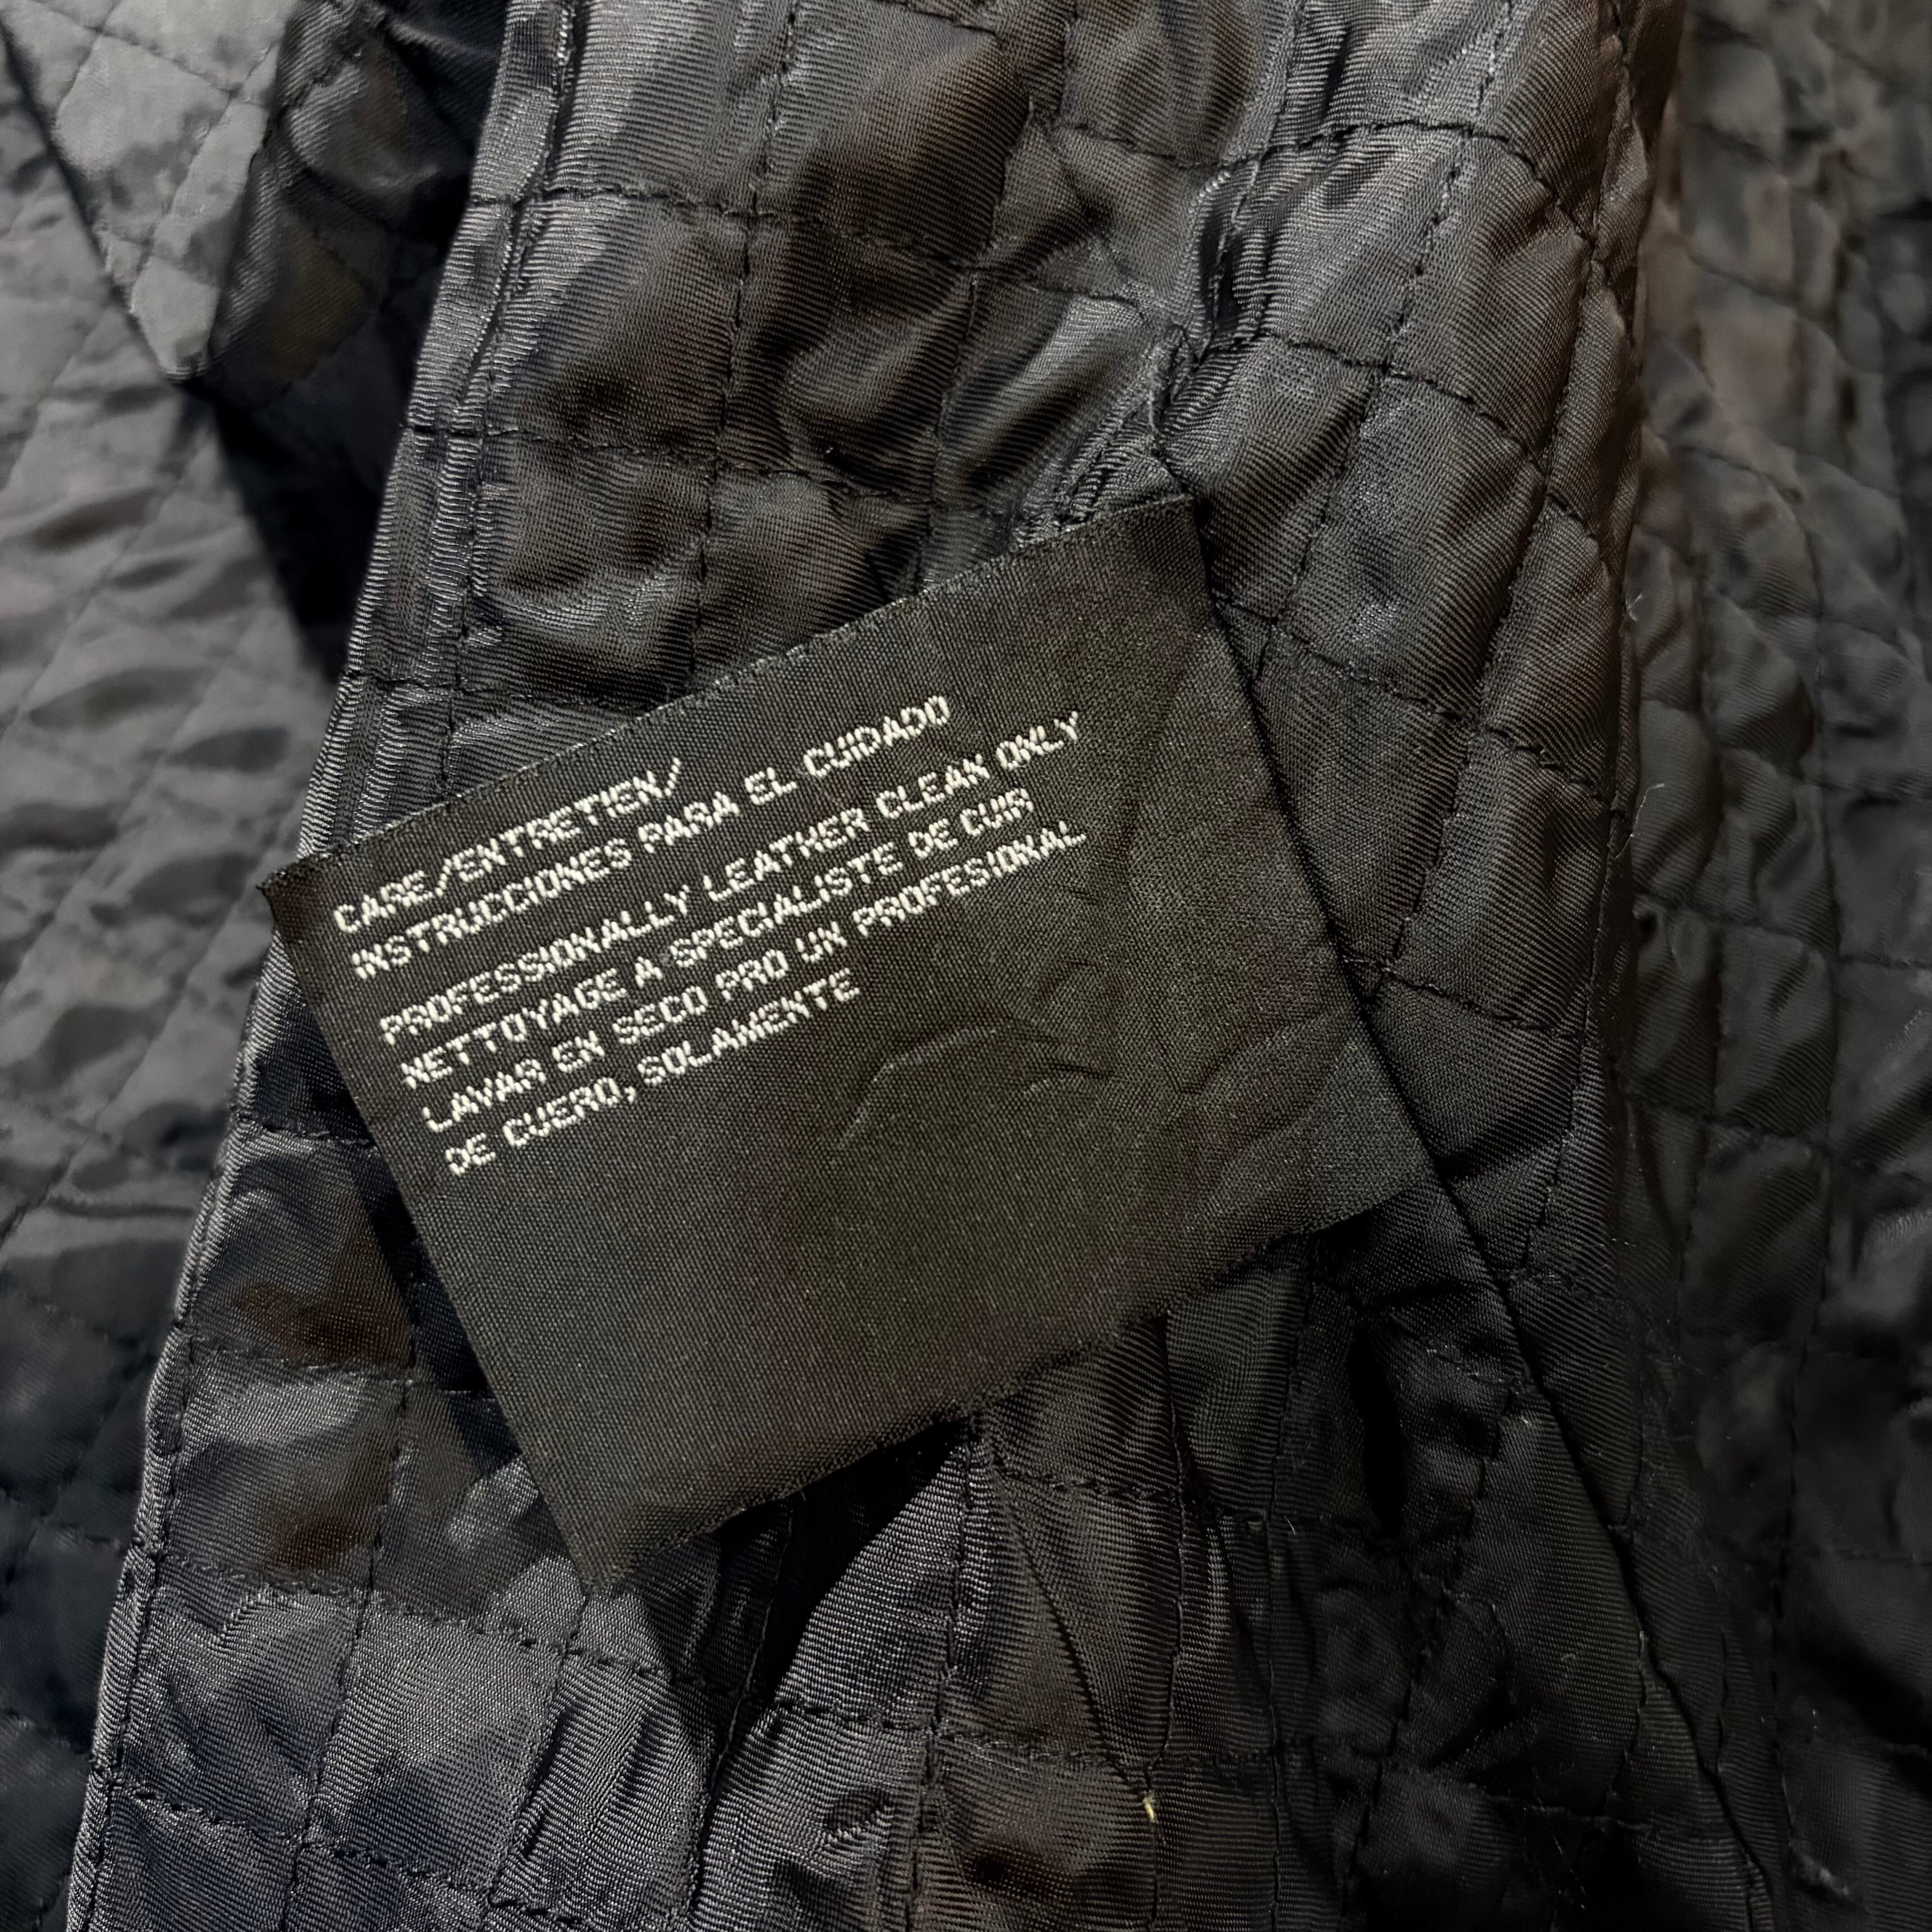 CARE/ENTRETIEN/
INSTRUCCIONES PARA EL CUIDADO
PROFESSIONALLY LEATHER CLEAN ONLY
NETTOYAGE A SPECIALISTE DE CUIR
LAVAR EN SECO PRO UN PROFESIONAL
DE CUERO, SOLAMENTE